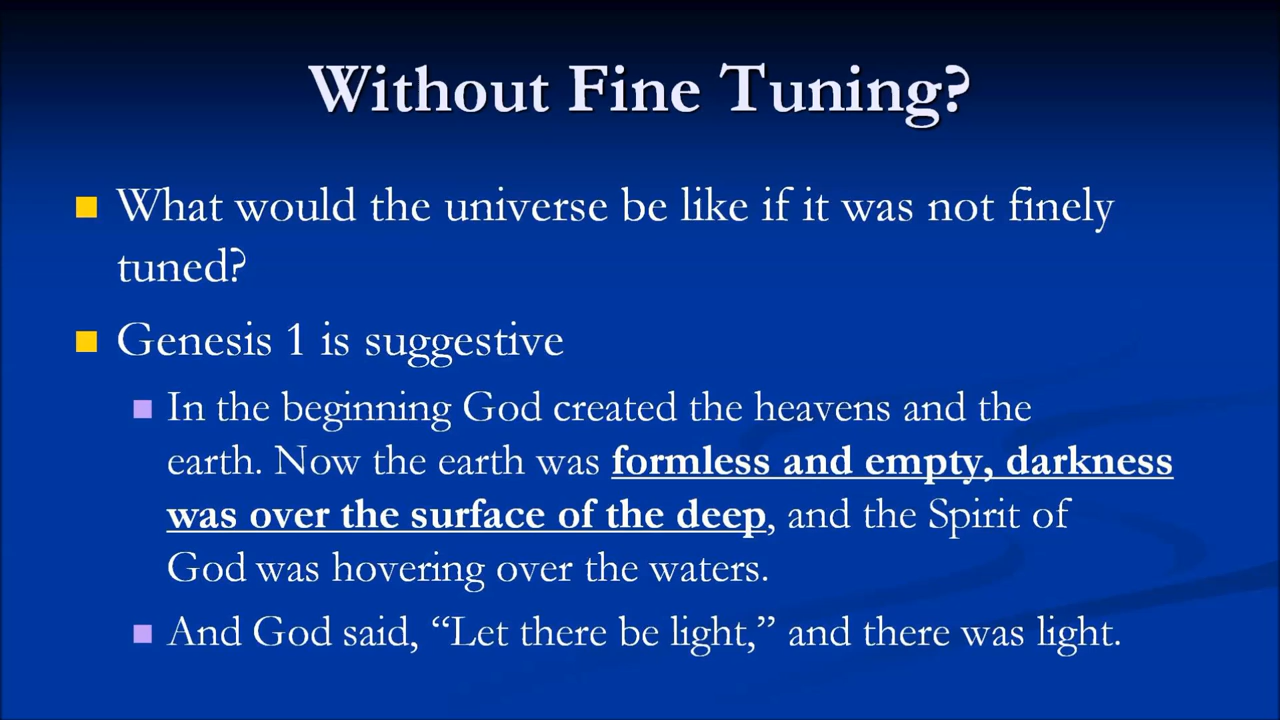 Without Fine Tuning?
What would the universe be like if it was not finely
tuned?
Genesis 1 is suggestive
In the beginning God created the heavens and the
earth. Now the earth was formless and empty, darkness
was over the surface of the deep, and the Spirit of
God was hovering over the waters.
And God said, “Let there be light,” and there was light.